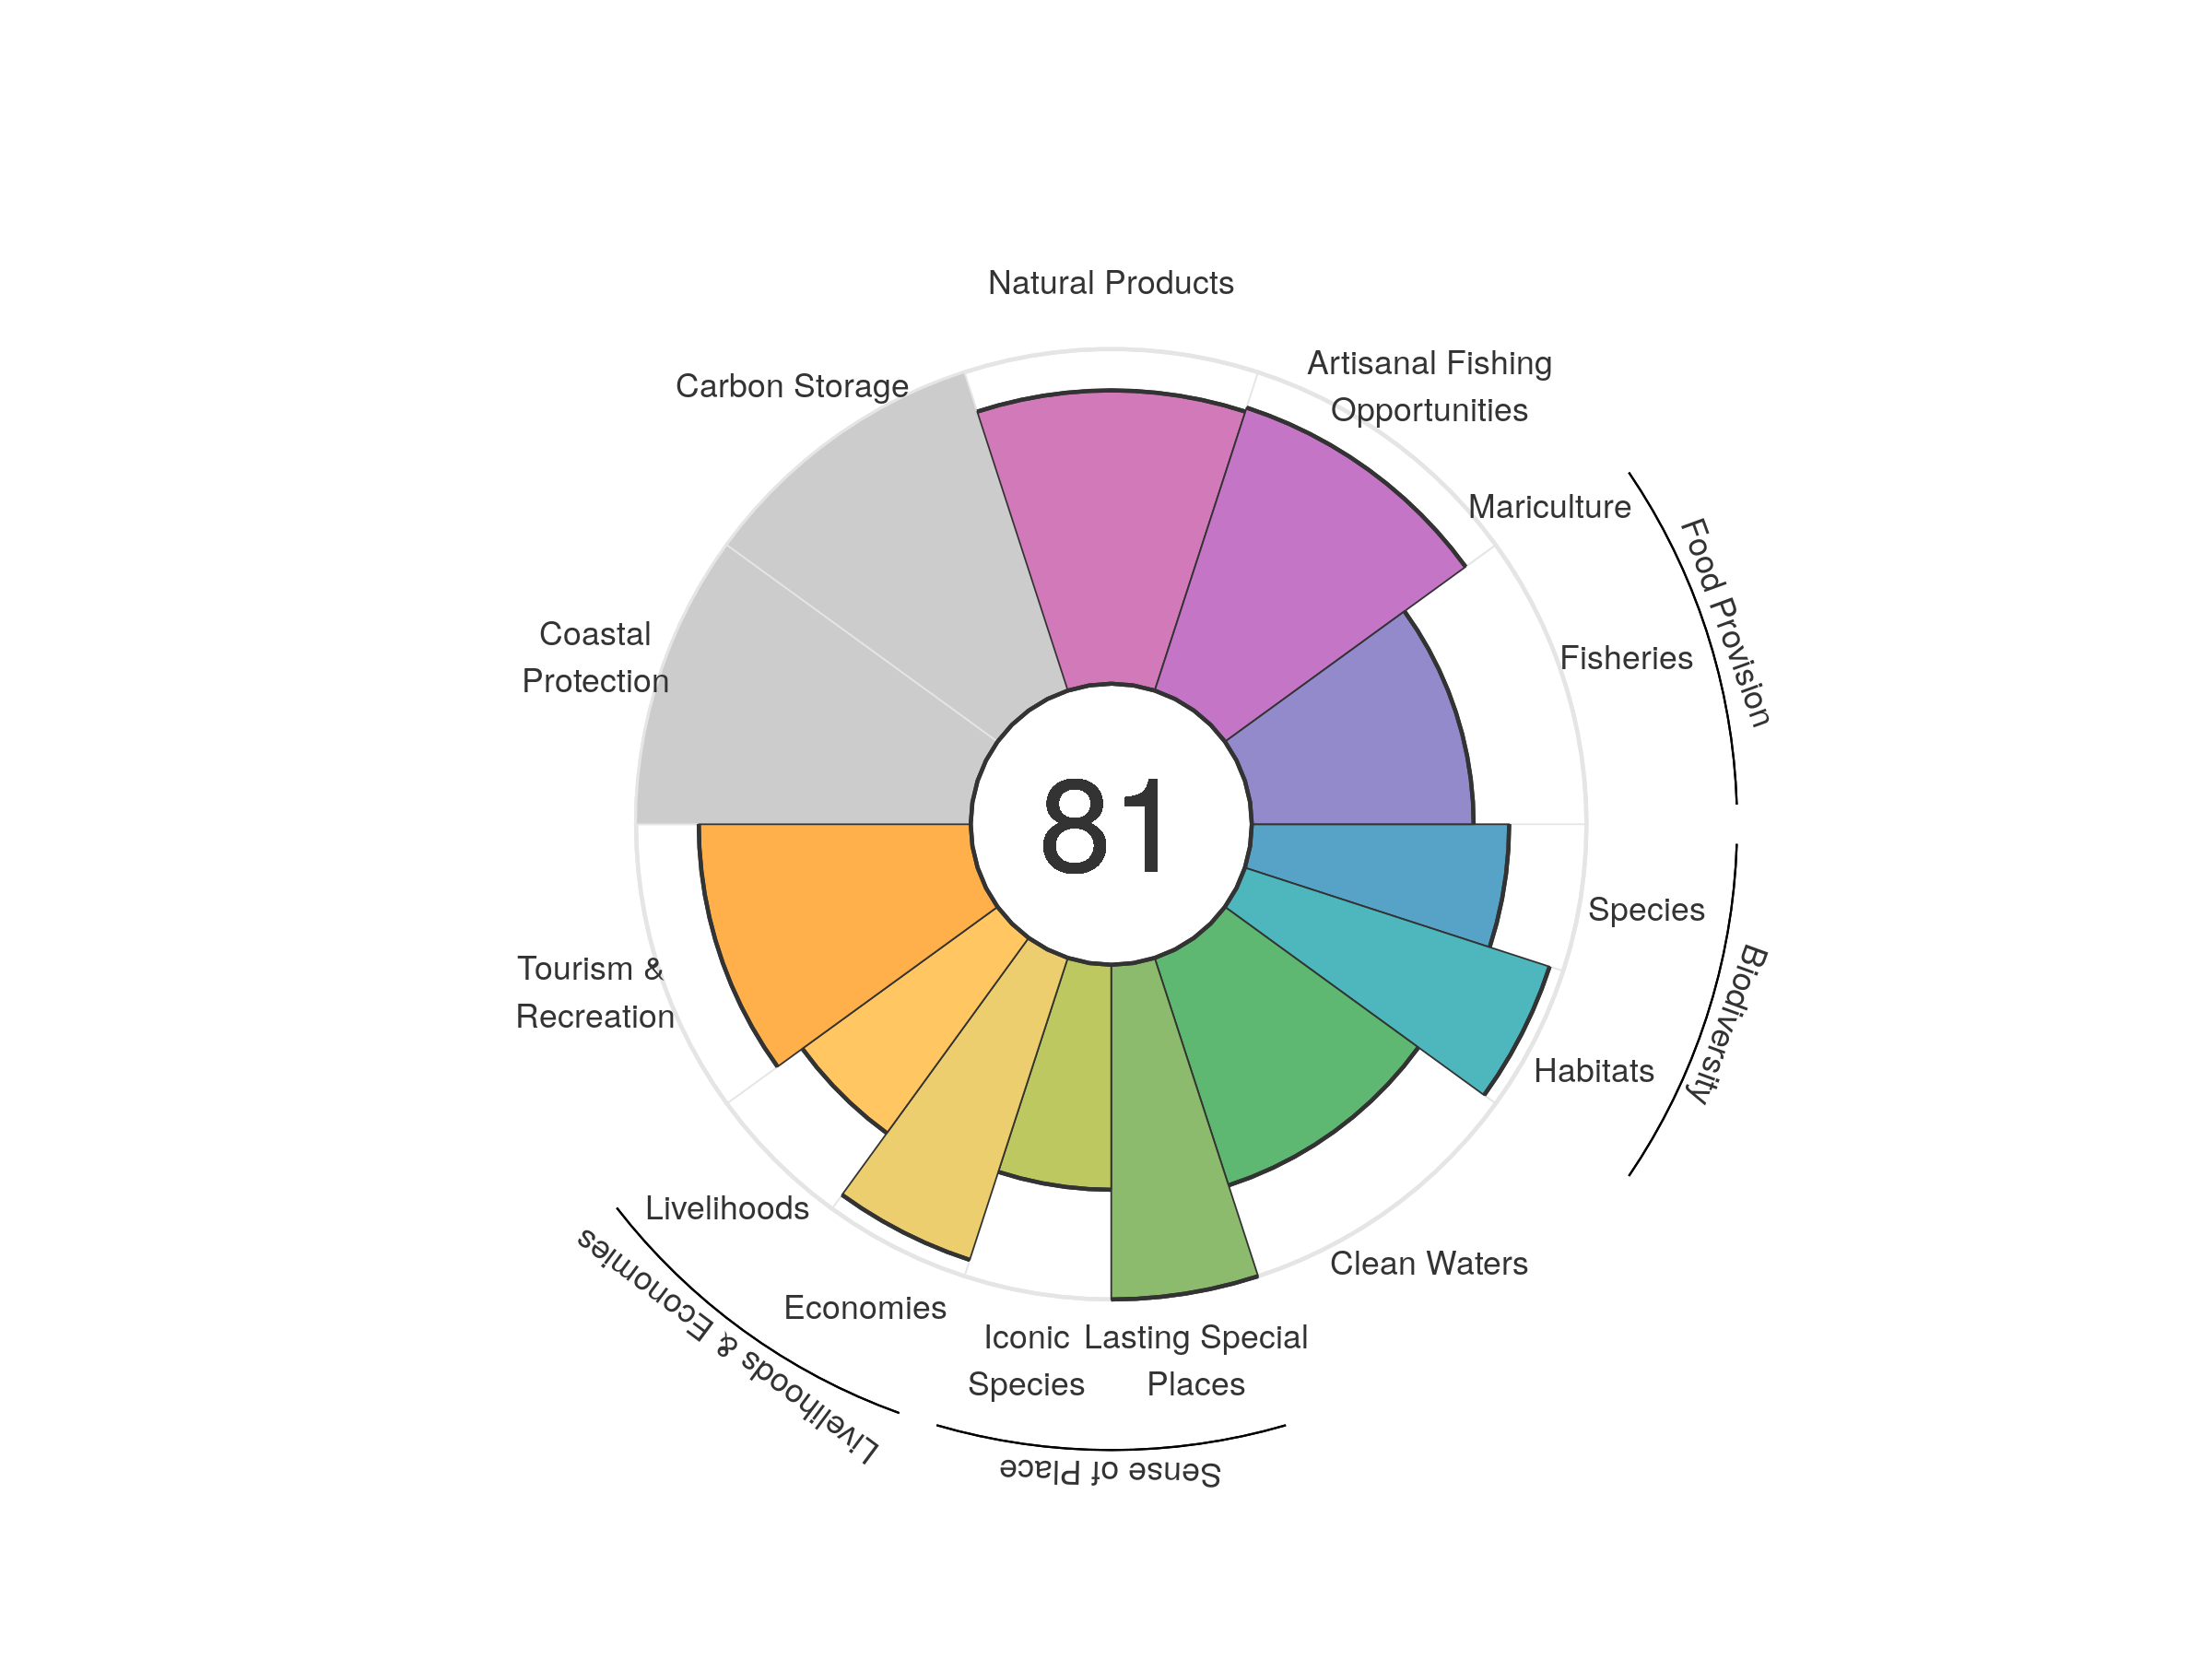 Natural Products
Artisanal Fishing
Opportunities
Carbon Storage
Mariculture
Food Provision
Coastal
Protection
Fisheries
81
Species
Biodiversity
Tourism &
Recreation
Habitats
Livelihoods
Livelihoods & Economies
Clean Waters
Economies
Iconic
Species
Lasting Special
Places
Sense of Place